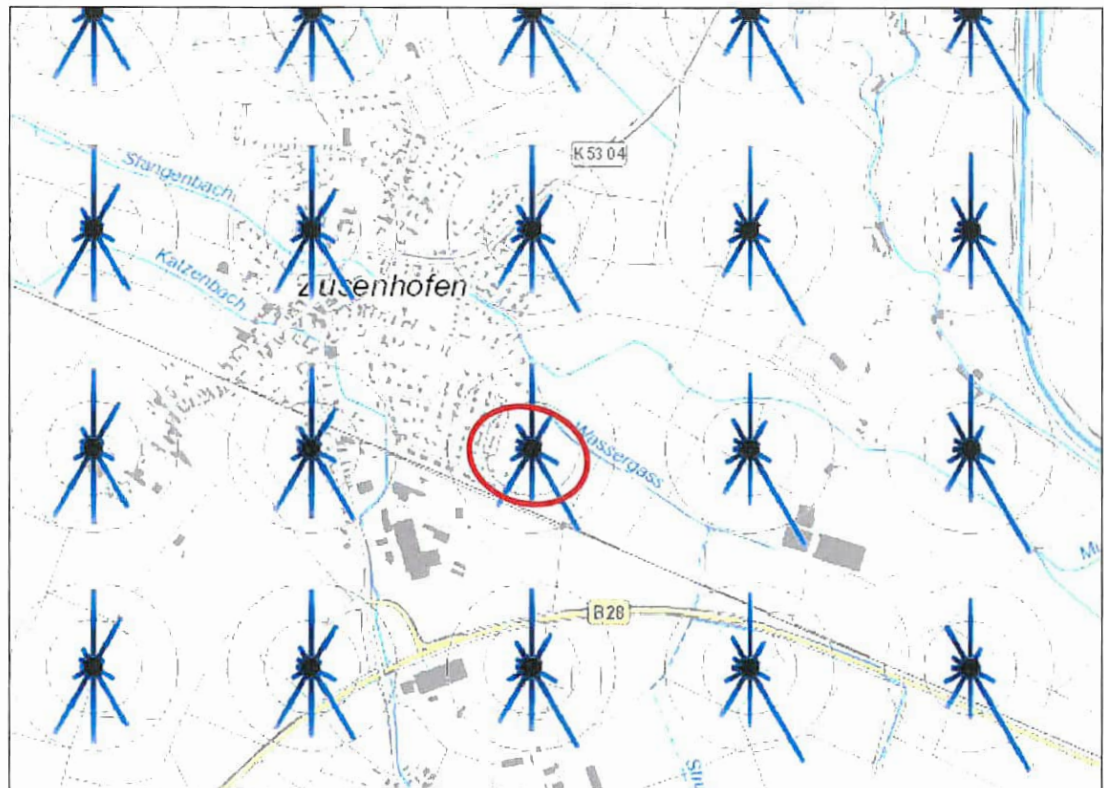 K 53 04
Stangenbach
Katzenbach
Zusenhofen
Wassergass
B28